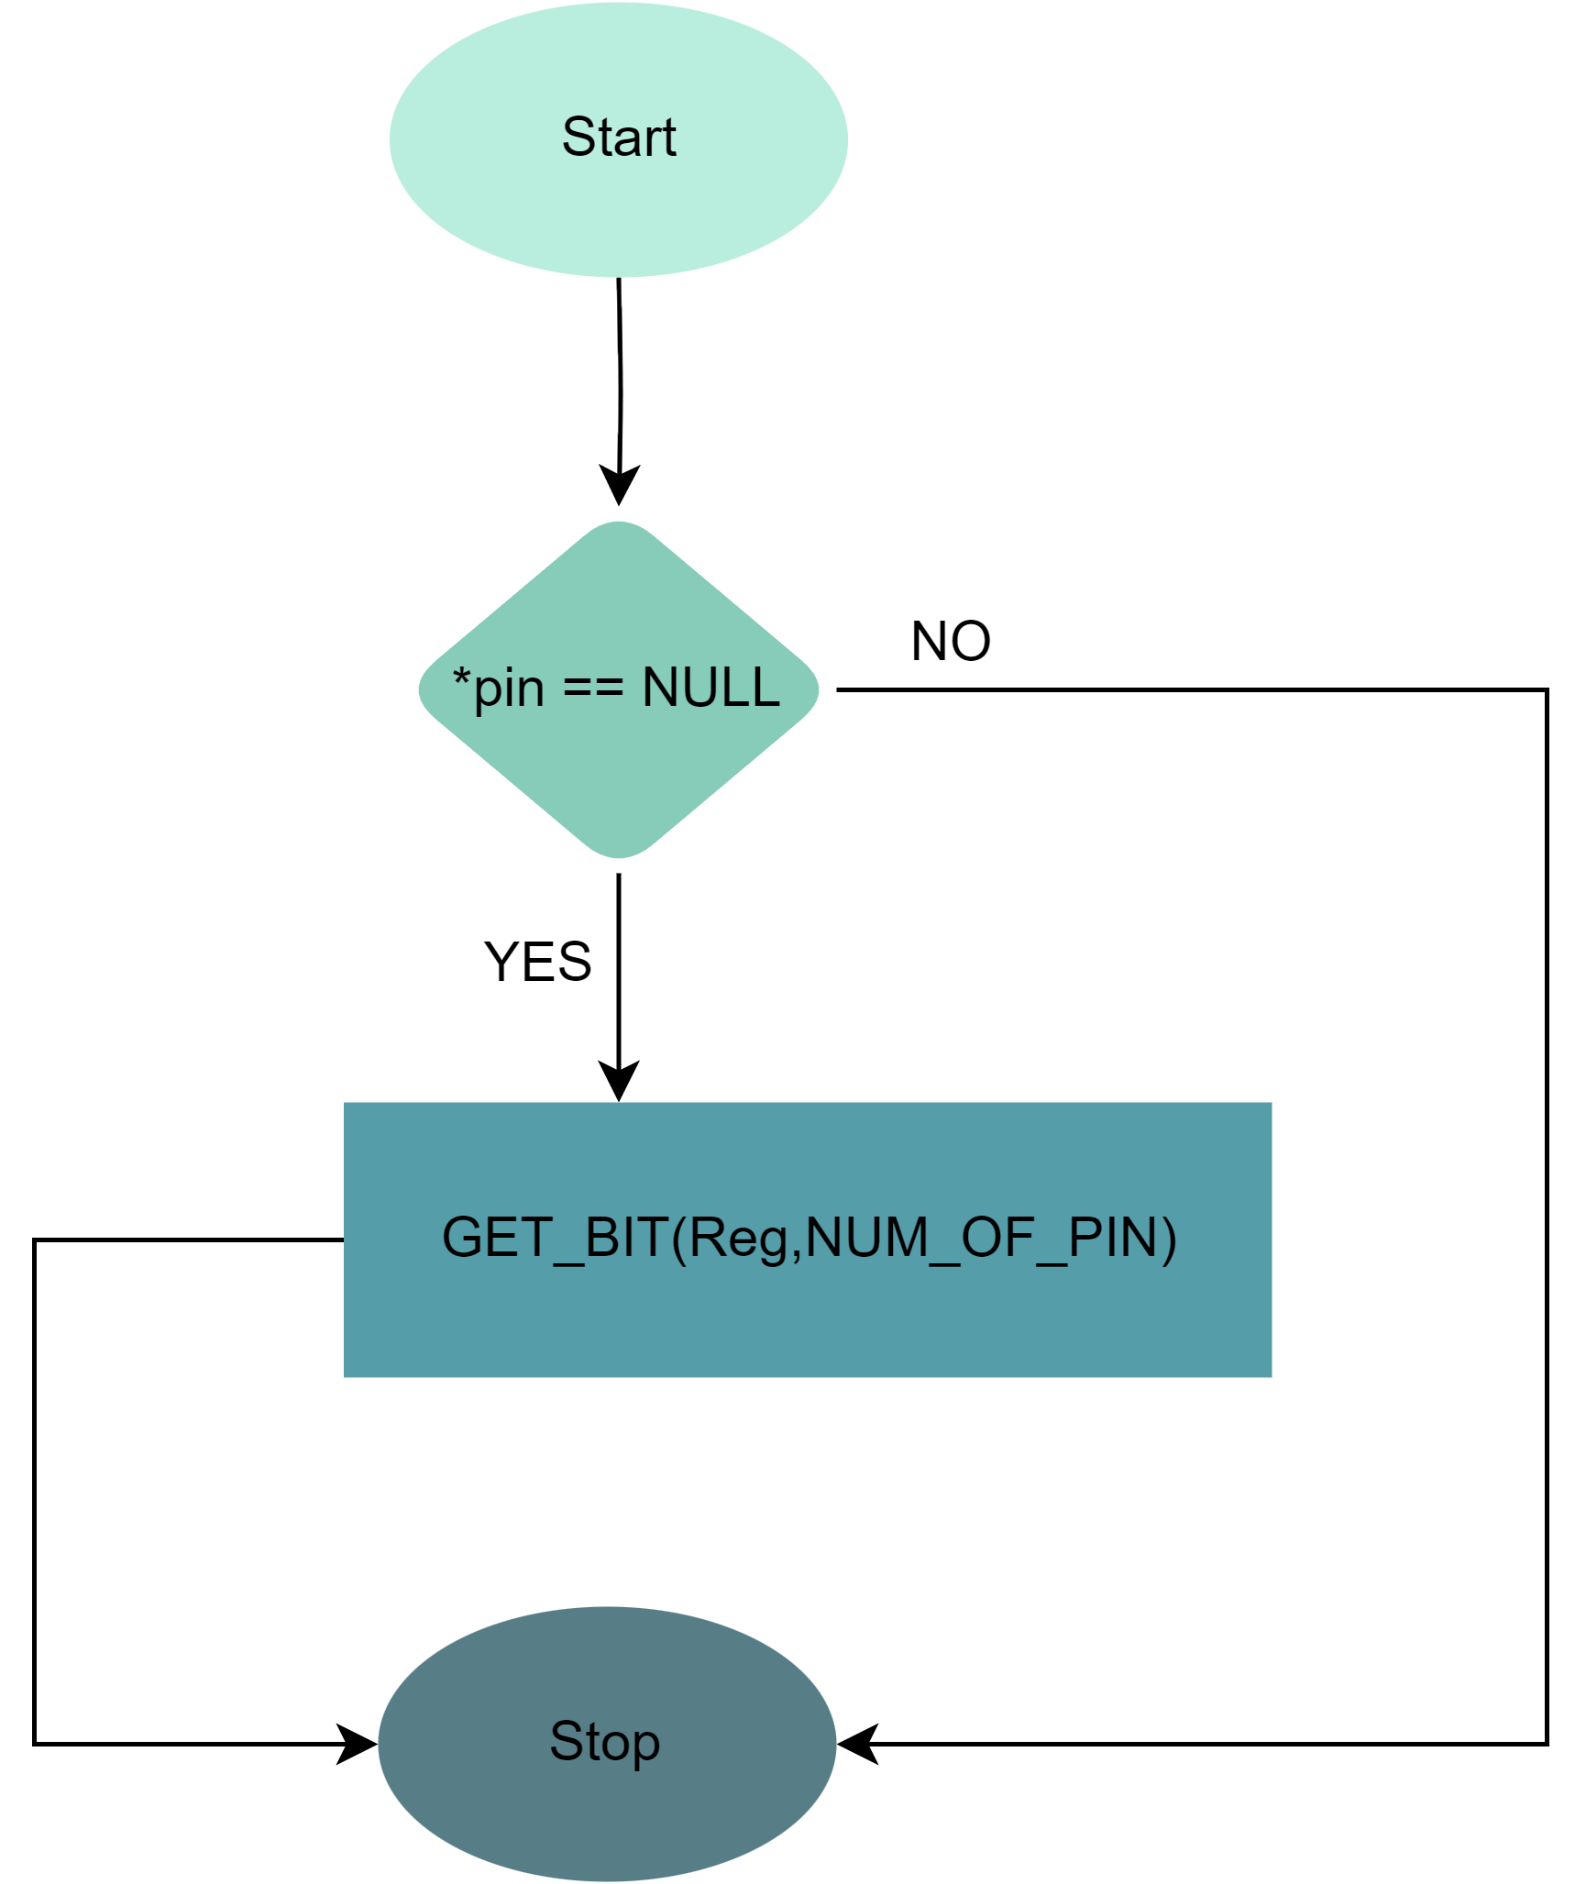 Start
*pin == NULL
NO
YES
GET_BIT(Reg,NUM_OF_PIN)
Stop